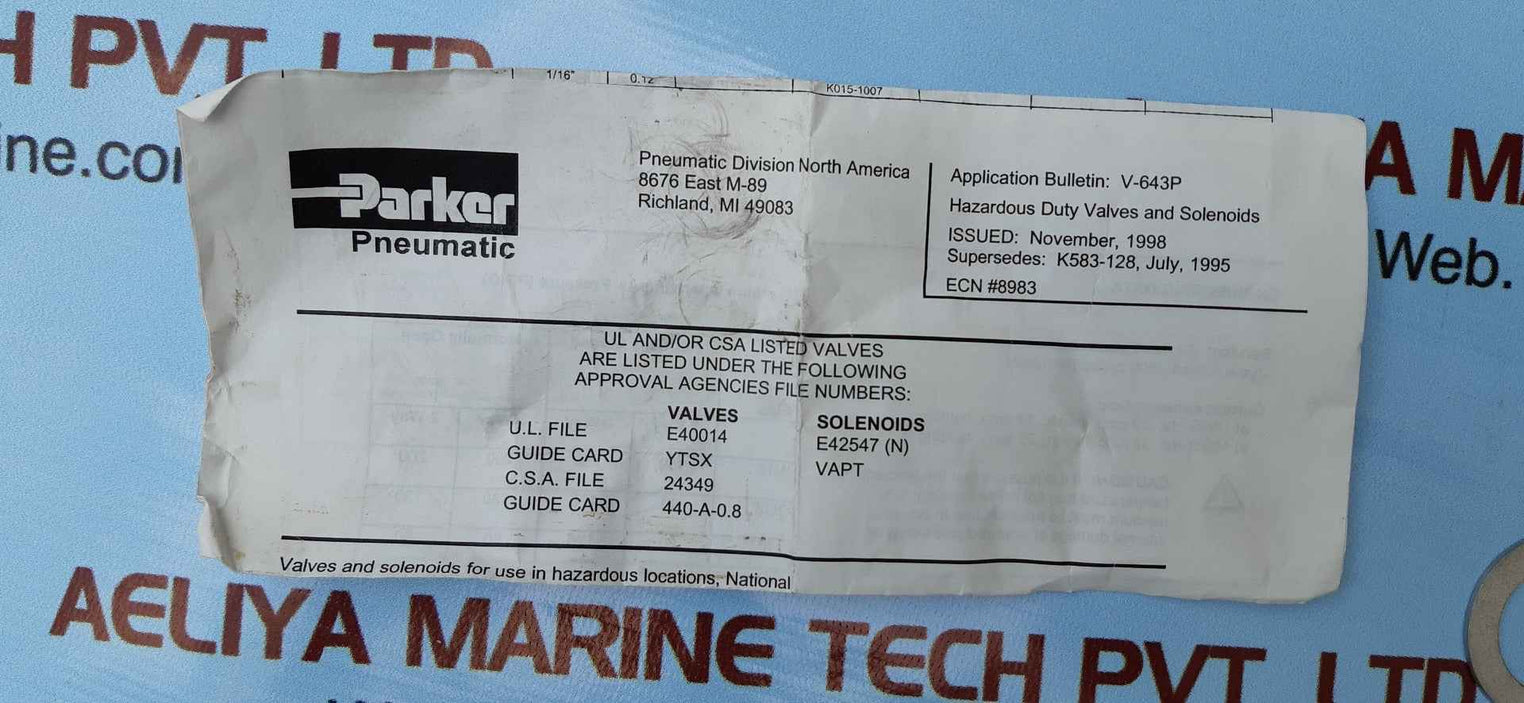 H PVT. LTD
ine.co
1/16" 0.12 K015-1007
Parker
Pneumatic
Pneumatic Division North America
8676 East M-89
Richland, MI 49083
Application Bulletin: V-643P
Hazardous Duty Valves and Solenoids
ISSUED: November, 1998
Supersedes: K583-128, July, 1995
ECN #8983
A M
Web.
UL AND/OR CSA LISTED VALVES
ARE LISTED UNDER THE FOLLOWING
APPROVAL AGENCIES FILE NUMBERS:
VALVES SOLENOIDS
U.L. FILE E40014 E42547 (N)
GUIDE CARD YTSX VAPT
C.S.A. FILE 24349
GUIDE CARD 440-A-0.8
Valves and solenoids for use in hazardous locations, National
AELIYA MARINE TECH PVT. LTD